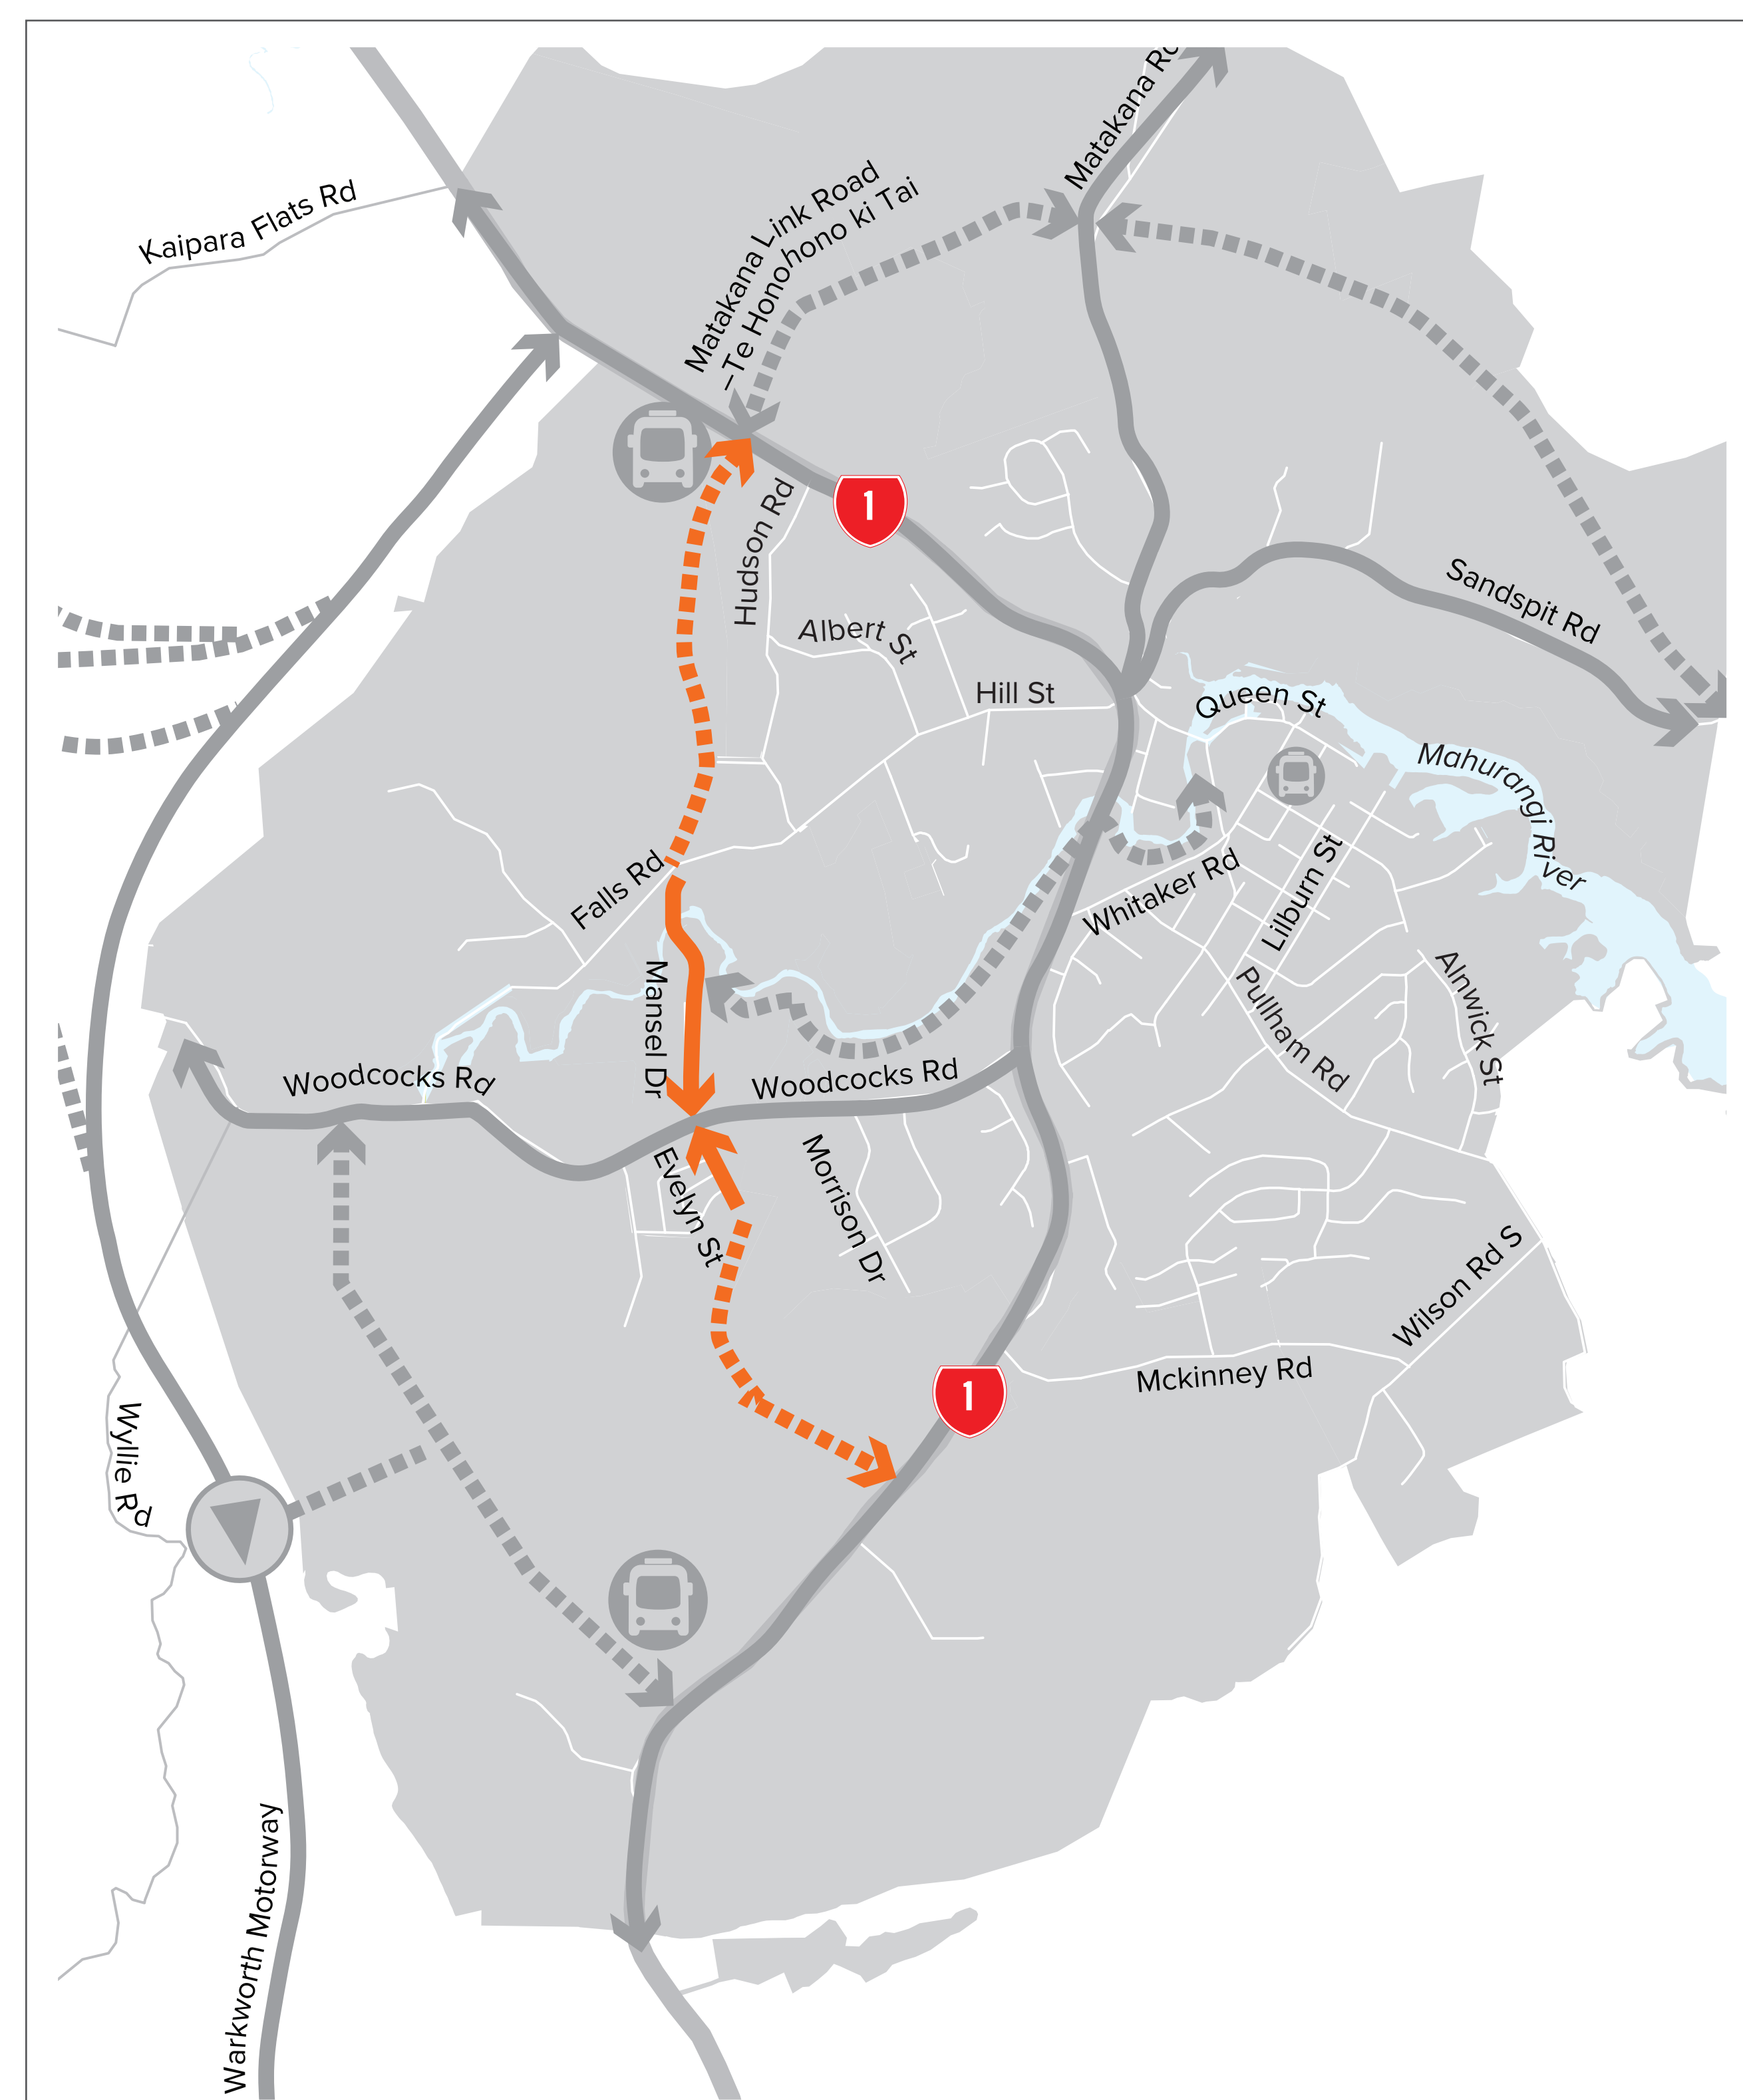 Matakana Rd
Kaipara Flats Rd
Matakana Link Road
–Te Honohono ki Tai
Hudson Rd
1
Albert St
Sandspit Rd
Hill St
Queen St
Mahurangi River
Falls Rd
Whitaker Rd
Lilburn St
Mansel Dr
Pullham Rd
Alnwick St
Woodcocks Rd
Woodcocks Rd
Evelyn St
Morrison Dr
Wilson Rd S
Mckinney Rd
1
Wyllie Rd
Warkworth Motorway